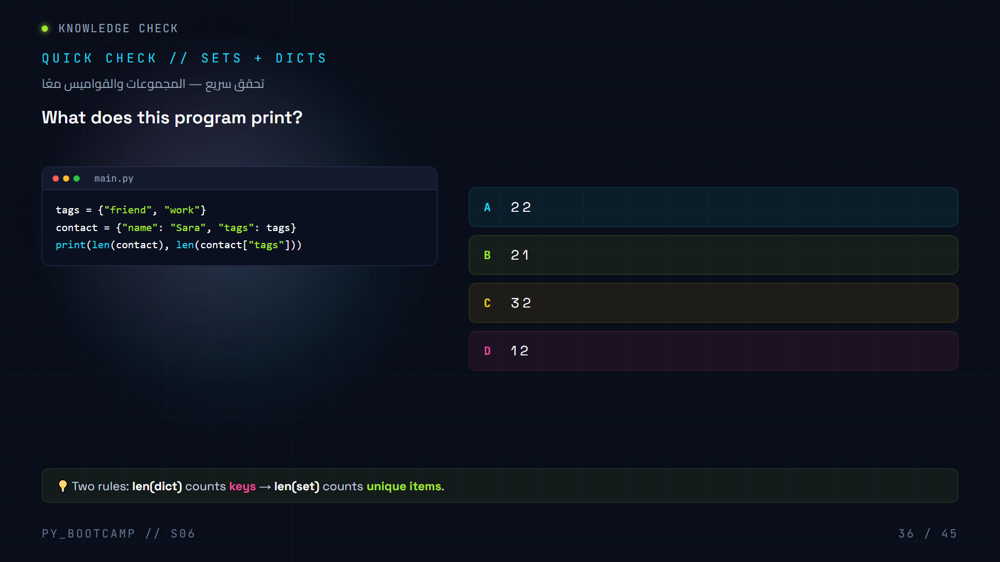 KNOWLEDGE CHECK
QUICK CHECK // SETS + DICTS
تحقق سريع — المجموعات والقواميس معًا
What does this program print?
main.py
tags = {"friend", "work"}
contact = {"name": "Sara", "tags": tags}
print(len(contact), len(contact["tags"]))
A 2 2
B 2 1
C 3 2
D 1 2
💡 Two rules: len(dict) counts keys → len(set) counts unique items.
PY_BOOTCAMP // S06
36 / 45